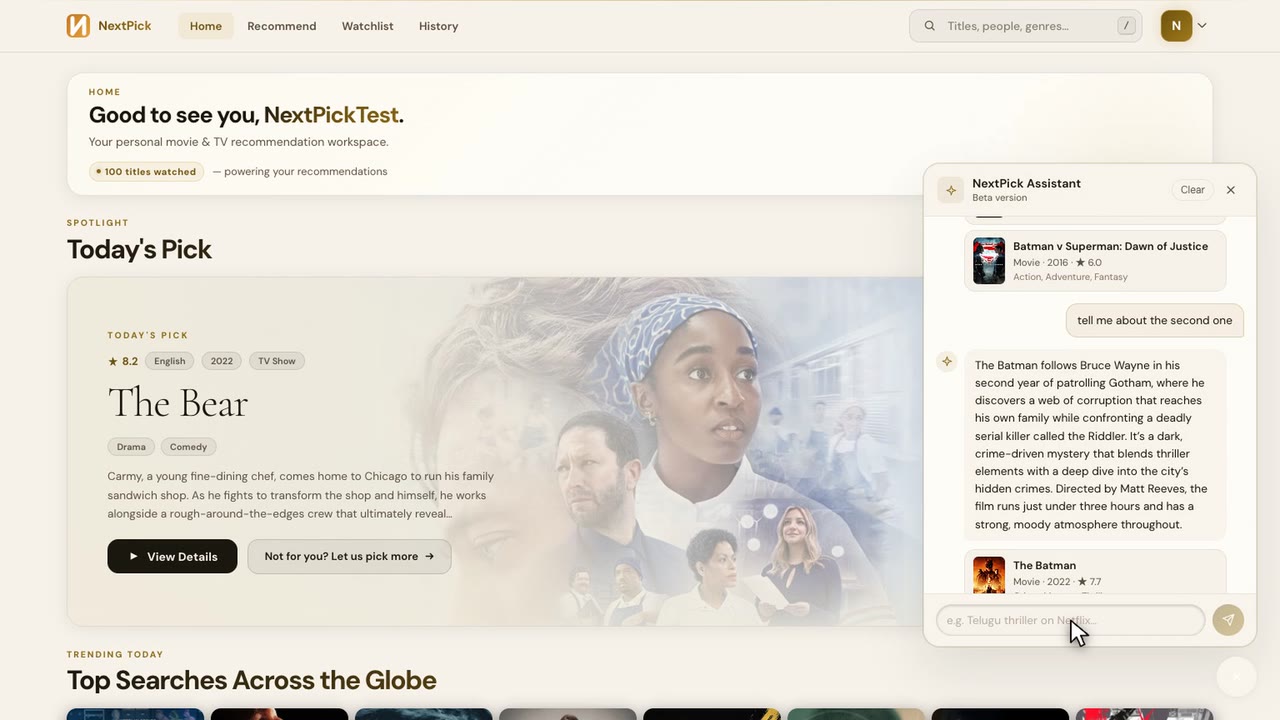 NextPick
Home
Recommend
Watchlist
History
Titles, people, genres...
/
N
HOME
Good to see you, NextPickTest.
Your personal movie & TV recommendation workspace.
100 titles watched
— powering your recommendations
SPOTLIGHT
Today's Pick
TODAY'S PICK
★ 8.2
English
2022
TV Show
The Bear
Drama
Comedy
Carmy, a young fine-dining chef, comes home to Chicago to run his family
sandwich shop. As he fights to transform the shop and himself, he works
alongside a rough-around-the-edges crew that ultimately reveal...
View Details
Not for you? Let us pick more →
TRENDING TODAY
Top Searches Across the Globe
NextPick Assistant
Beta version
Clear
Batman v Superman: Dawn of Justice
Movie · 2016 · ★ 6.0
Action, Adventure, Fantasy
tell me about the second one
The Batman follows Bruce Wayne in his
second year of patrolling Gotham, where he
discovers a web of corruption that reaches
his own family while confronting a deadly
serial killer called the Riddler. It’s a dark,
crime-driven mystery that blends thriller
elements with a deep dive into the city’s
hidden crimes. Directed by Matt Reeves, the
film runs just under three hours and has a
strong, moody atmosphere throughout.
The Batman
Movie · 2022 · ★ 7.7
e.g. Telugu thriller on Netflix...